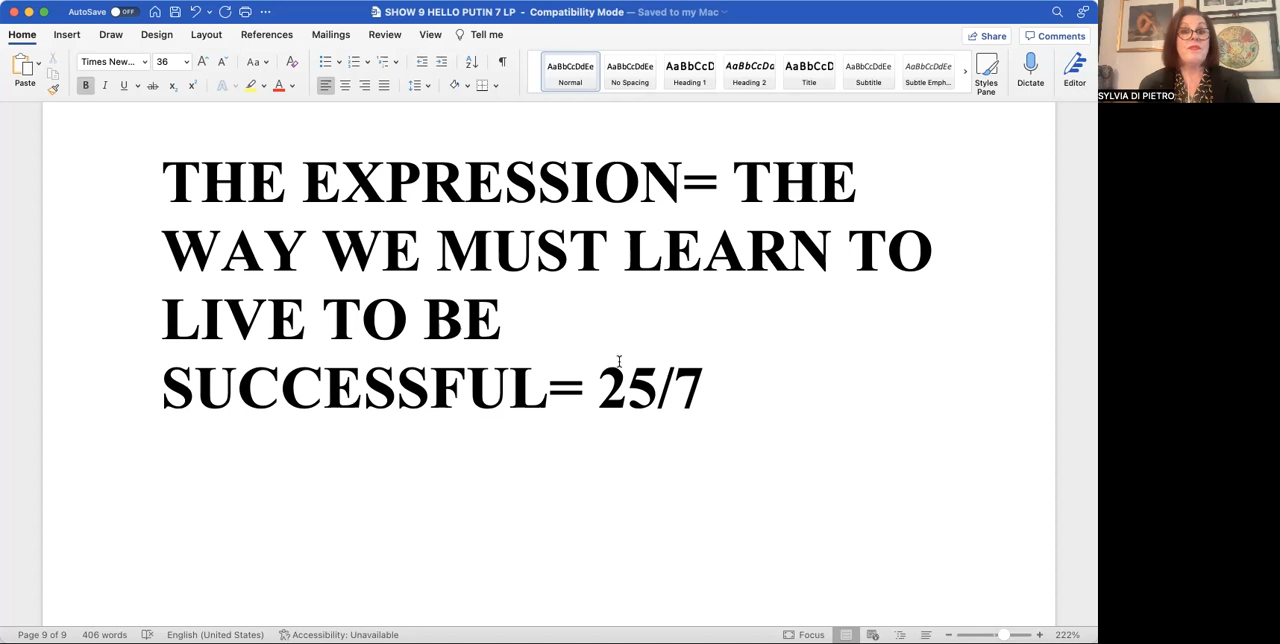 AutoSave OFF
SHOW 9 HELLO PUTIN 7 LP - Compatibility Mode — Saved to my Mac
Home Insert Draw Design Layout References Mailings Review View Tell me
Share Comments
Paste
Times New... 36
B I U ab x₂ x² A A
Aa
AaBbCcDdEe AaBbCcDdEe AaBbCcD AaBbCcDd AaBbCcD AaBbCcDdEe AaBbCcDdEe
Normal No Spacing Heading 1 Heading 2 Title Subtitle Subtle Emph...
Styles Pane
Dictate
Editor
SYLVIA DI PIETRO
THE EXPRESSION= THE
WAY WE MUST LEARN TO
LIVE TO BE
SUCCESSFUL= 25/7
Page 9 of 9 406 words English (United States) Accessibility: Unavailable Focus 222%